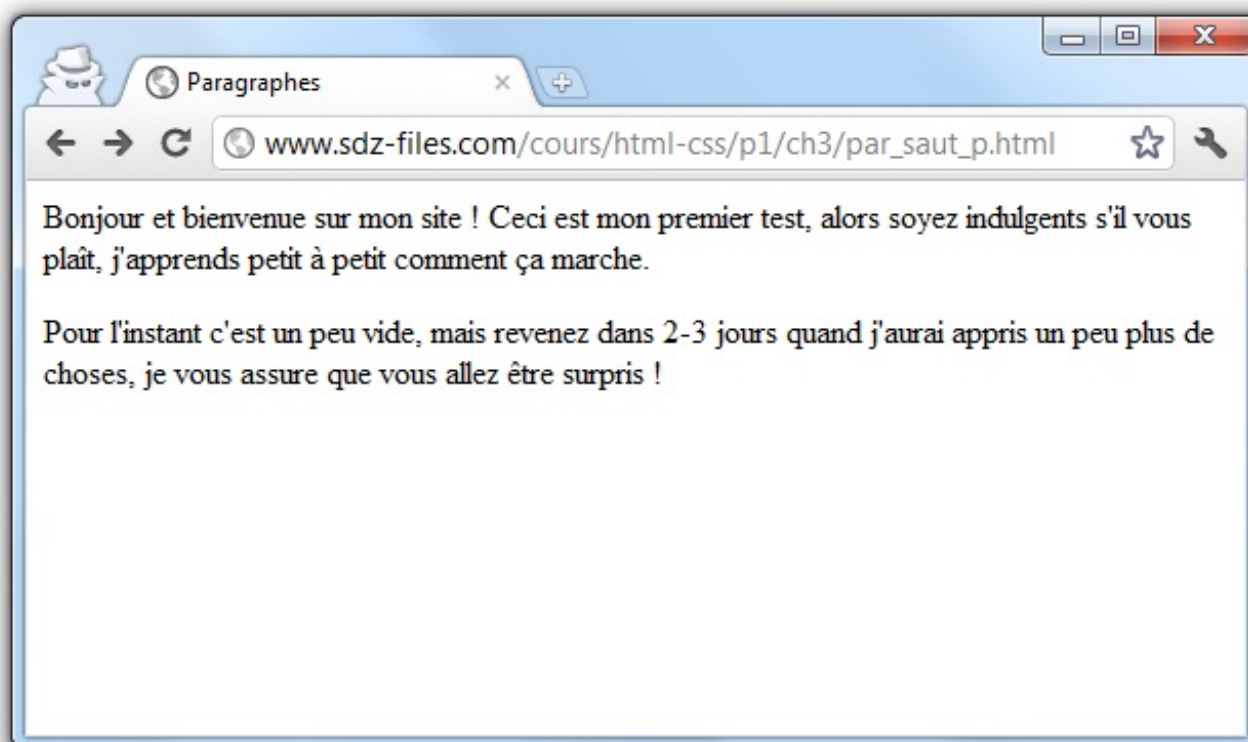 Paragraphes
www.sdz-files.com/cours/html-css/p1/ch3/par_saut_p.html
Bonjour et bienvenue sur mon site ! Ceci est mon premier test, alors soyez indulgents s'il vous
plaît, j'apprends petit à petit comment ça marche.
Pour l'instant c'est un peu vide, mais revenez dans 2-3 jours quand j'aurai appris un peu plus de
choses, je vous assure que vous allez être surpris !